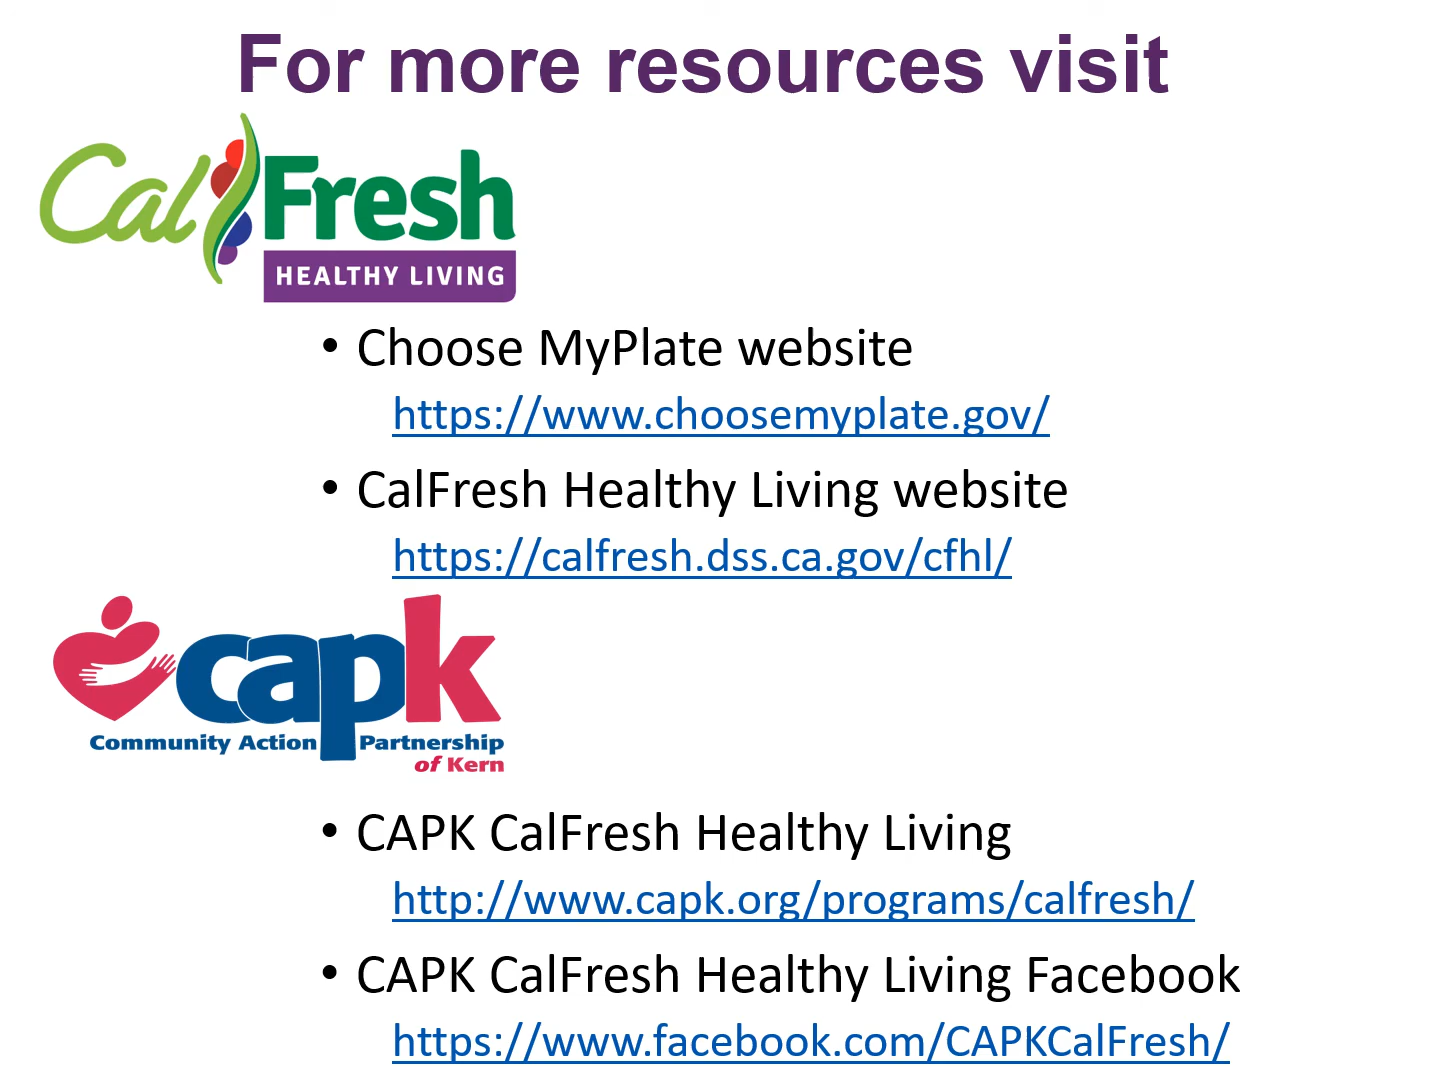 For more resources visit
CalFresh
HEALTHY LIVING
• Choose MyPlate website
https://www.choosemyplate.gov/
• CalFresh Healthy Living website
https://calfresh.dss.ca.gov/cfhl/
capk
Community Action Partnership
of Kern
• CAPK CalFresh Healthy Living
http://www.capk.org/programs/calfresh/
• CAPK CalFresh Healthy Living Facebook
https://www.facebook.com/CAPKCalFresh/